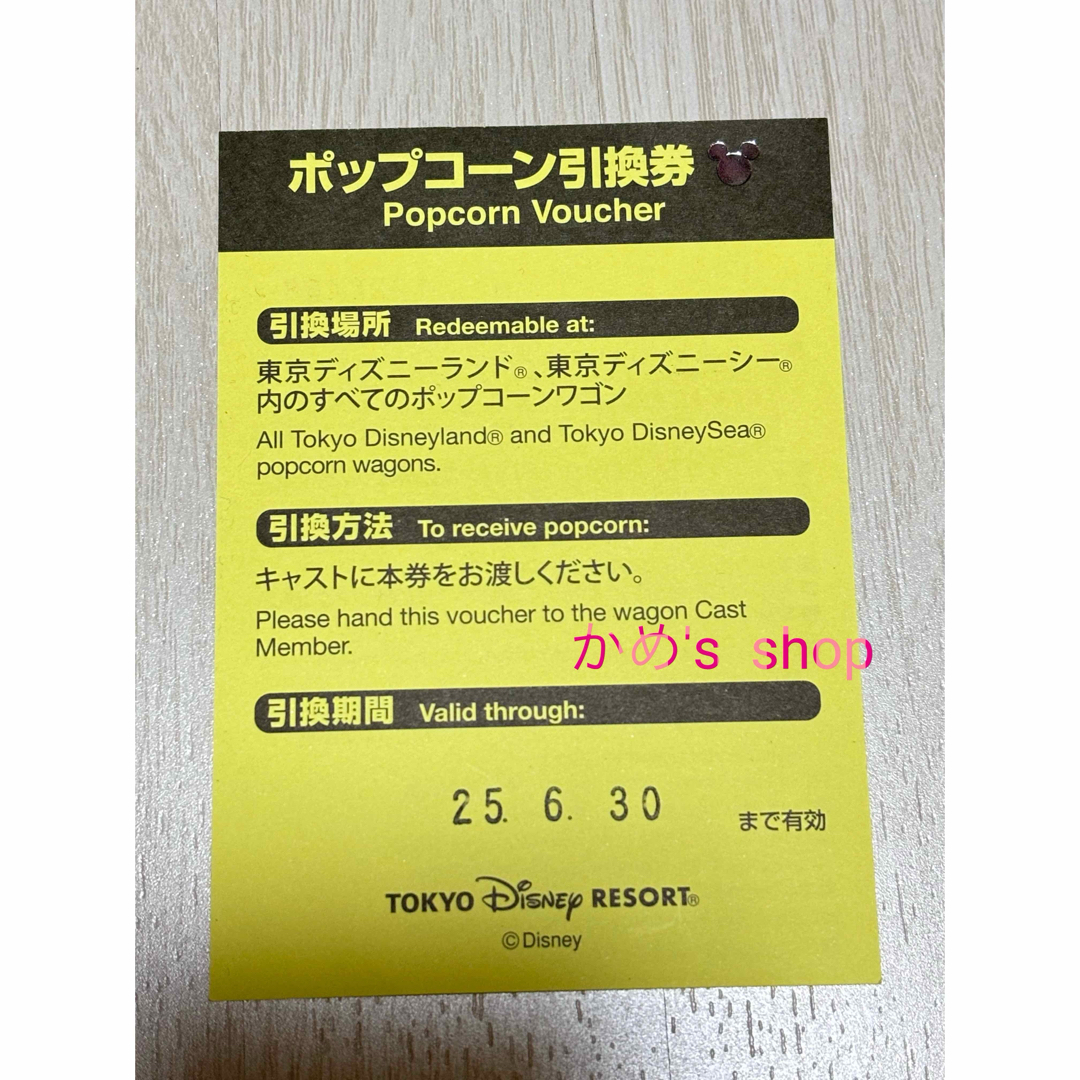 ポップコーン引換券
Popcorn Voucher
引換場所 Redeemable at:
東京ディズニーランド®、東京ディズニーシー®
内のすべてのポップコーンワゴン
All Tokyo Disneyland® and Tokyo DisneySea®
popcorn wagons.
引換方法 To receive popcorn:
キャストに本券をお渡しください。
Please hand this voucher to the wagon Cast
Member.
かめ's shop
引換期間 Valid through:
25. 6. 30 まで有効
TOKYO Disney RESORT®
©Disney